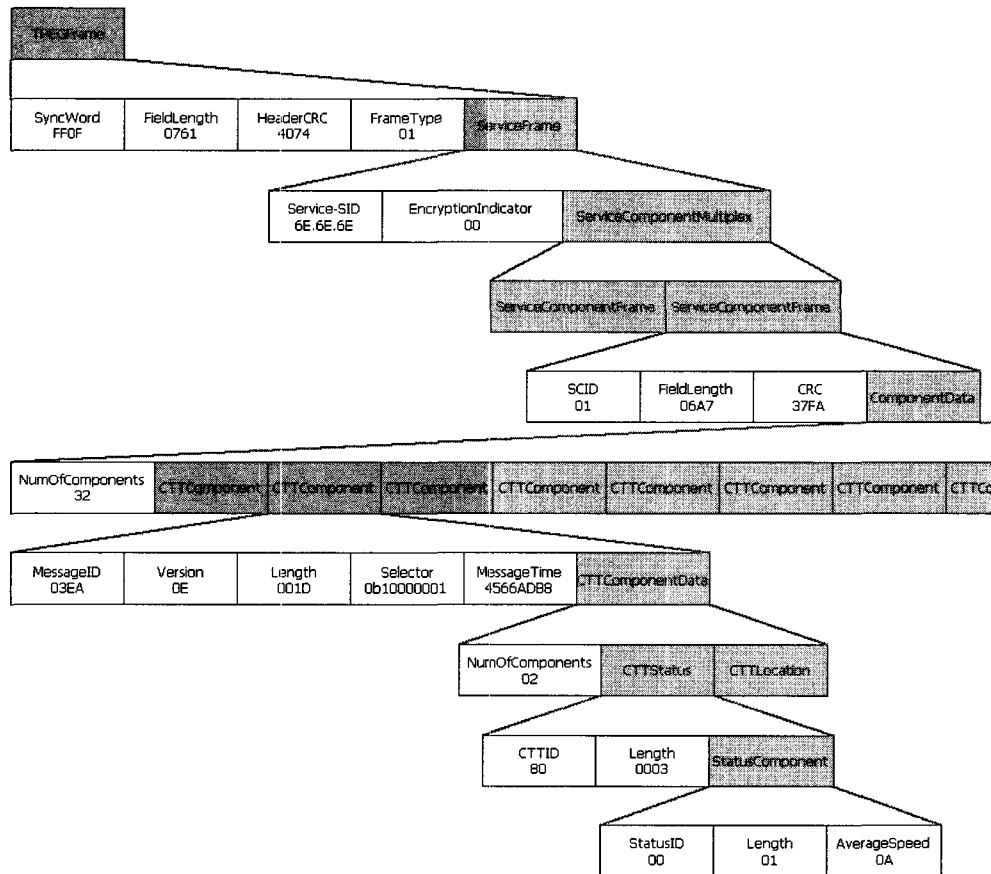 TPEGFrame
SyncWord
FF0F
FieldLength
0761
HeaderCRC
4074
FrameType
01
ServiceFrame
Service-SID
6E.6E.6E
EncryptionIndicator
00
ServiceComponentMultiplex
ServiceComponentFrame
ServiceComponentFrame
SCID
01
FieldLength
06A7
CRC
37FA
ComponentData
NumOfComponents
32
CTTComponent
CTTComponent
CTTComponent
CTTComponent
CTTComponent
CTTComponent
CTTComponent
CTTCo
MessageID
03EA
Version
0E
Length
001D
Selector
0b10000001
MessageTime
4566ADB8
CTTComponentData
NumOfComponents
02
CTTStatus
CTTLocation
CTTID
80
Length
0003
StatusComponent
StatusID
00
Length
01
AverageSpeed
0A